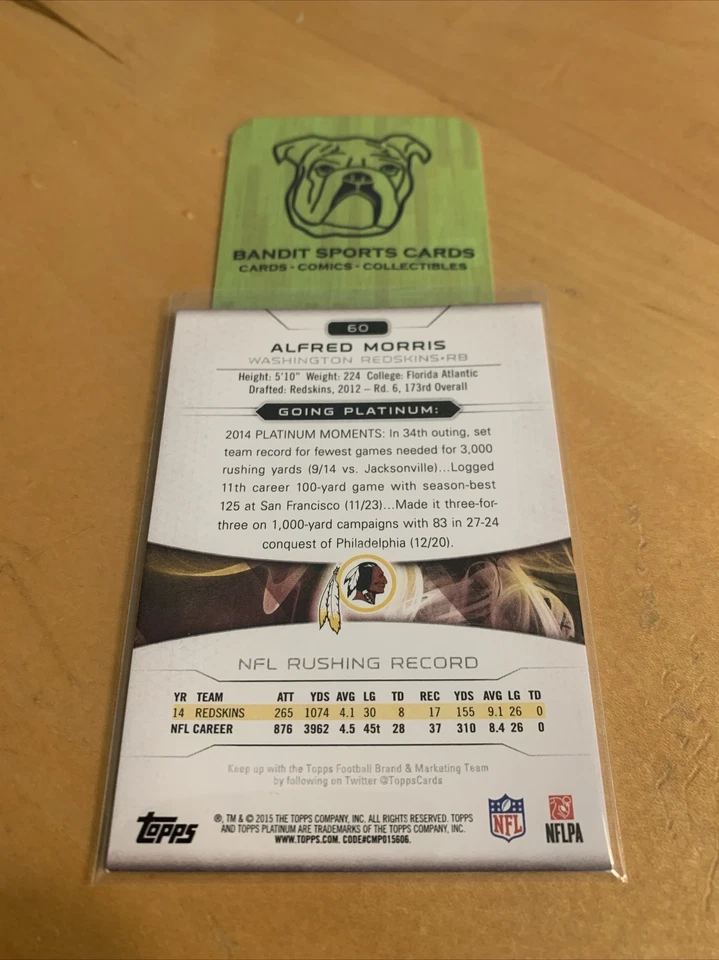 BANDIT SPORTS CARDS
CARDS - COMICS - COLLECTIBLES
60
ALFRED MORRIS
WASHINGTON REDSKINS•RB
Height: 5'10" Weight: 224 College: Florida Atlantic
Drafted: Redskins, 2012 – Rd. 6, 173rd Overall
GOING PLATINUM:
2014 PLATINUM MOMENTS: In 34th outing, set
team record for fewest games needed for 3,000
rushing yards (9/14 vs. Jacksonville)...Logged
11th career 100-yard game with season-best
125 at San Francisco (11/23)...Made it three-for-
three on 1,000-yard campaigns with 83 in 27-24
conquest of Philadelphia (12/20).
NFL RUSHING RECORD
YR TEAM ATT YDS AVG LG TD REC YDS AVG LG TD
14 REDSKINS 265 1074 4.1 30 8 17 155 9.1 26 0
NFL CAREER 876 3962 4.5 45t 28 37 310 8.4 26 0
Keep up with the Topps Football Brand & Marketing Team
by following on Twitter @ToppsCards
topps
®, TM & © 2015 THE TOPPS COMPANY, INC. ALL RIGHTS RESERVED. TOPPS
AND TOPPS PLATINUM ARE TRADEMARKS OF THE TOPPS COMPANY, INC.
WWW.TOPPS.COM. CODE#CMP015606.
NFL
NFLPA